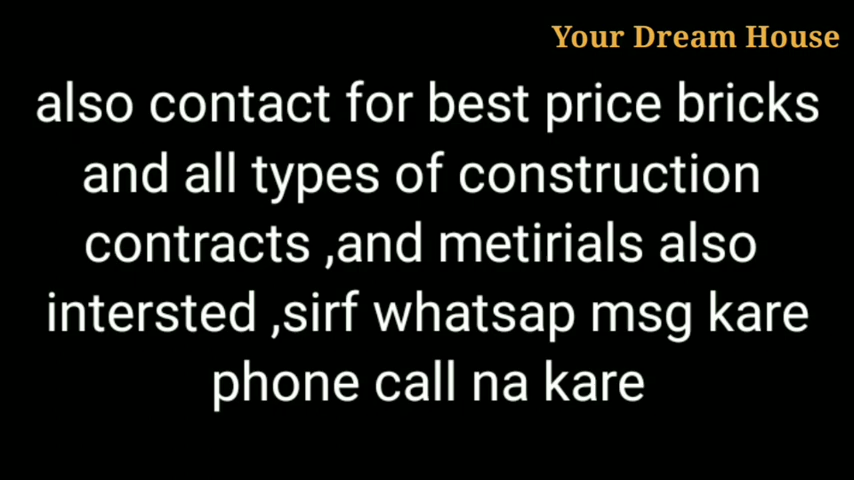 Your Dream House
also contact for best price bricks
and all types of construction
contracts ,and metirials also
intersted ,sirf whatsap msg kare
phone call na kare